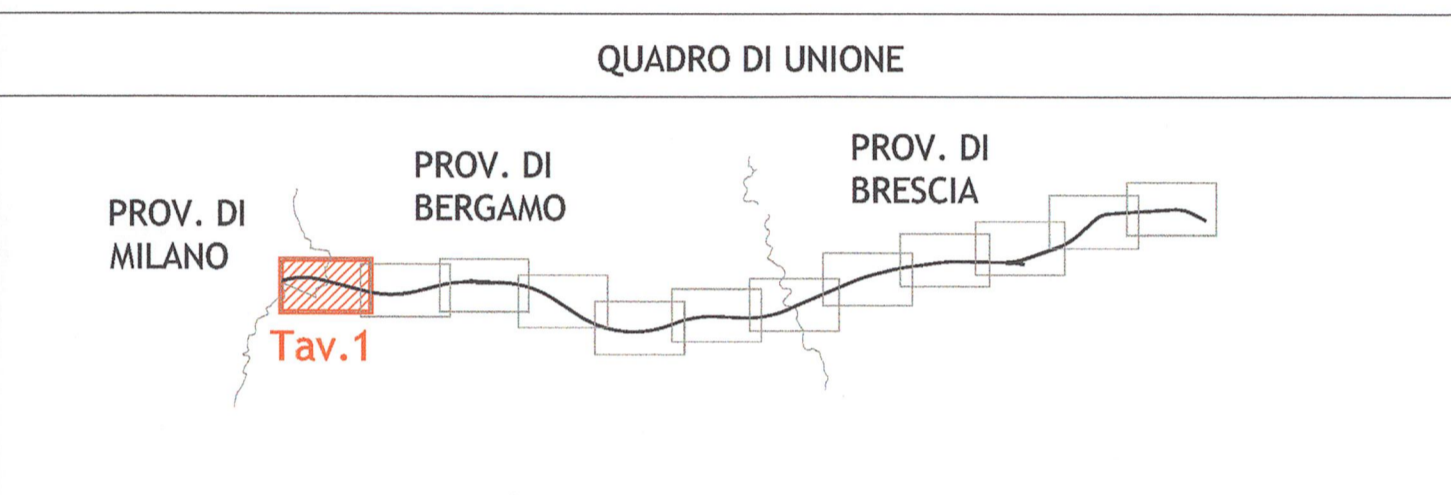 QUADRO DI UNIONE
PROV. DI
MILANO
PROV. DI
BERGAMO
PROV. DI
BRESCIA
Tav.1